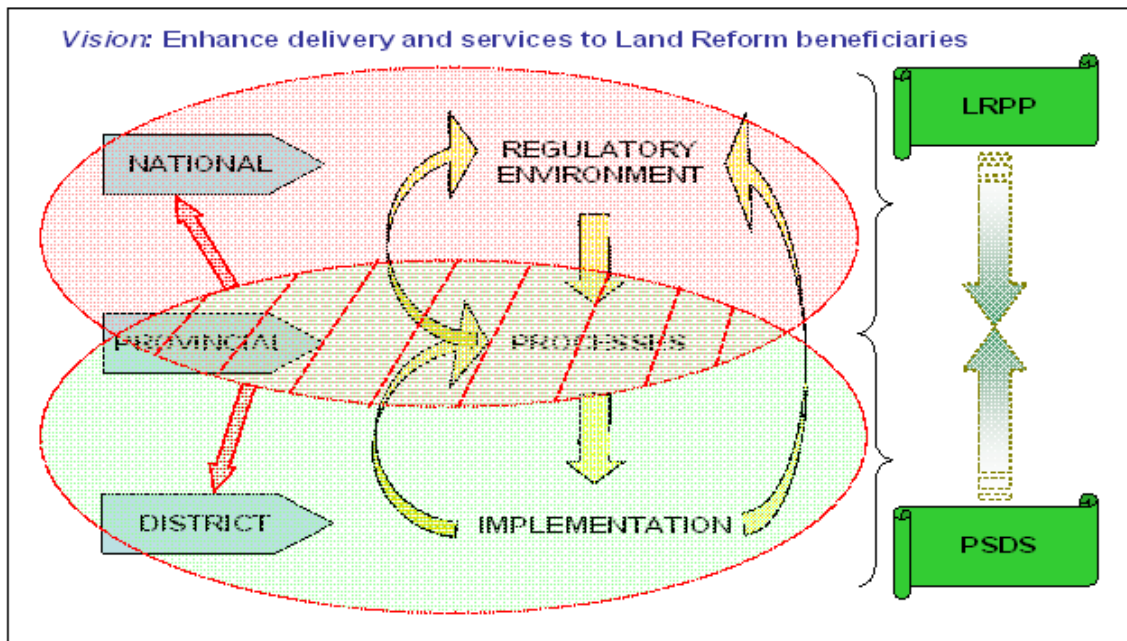 Vision: Enhance delivery and services to Land Reform beneficiaries
LRPP
NATIONAL
REGULATORY
ENVIRONMENT
PROVINCIAL
PROCESSES
DISTRICT
IMPLEMENTATION
PSDS